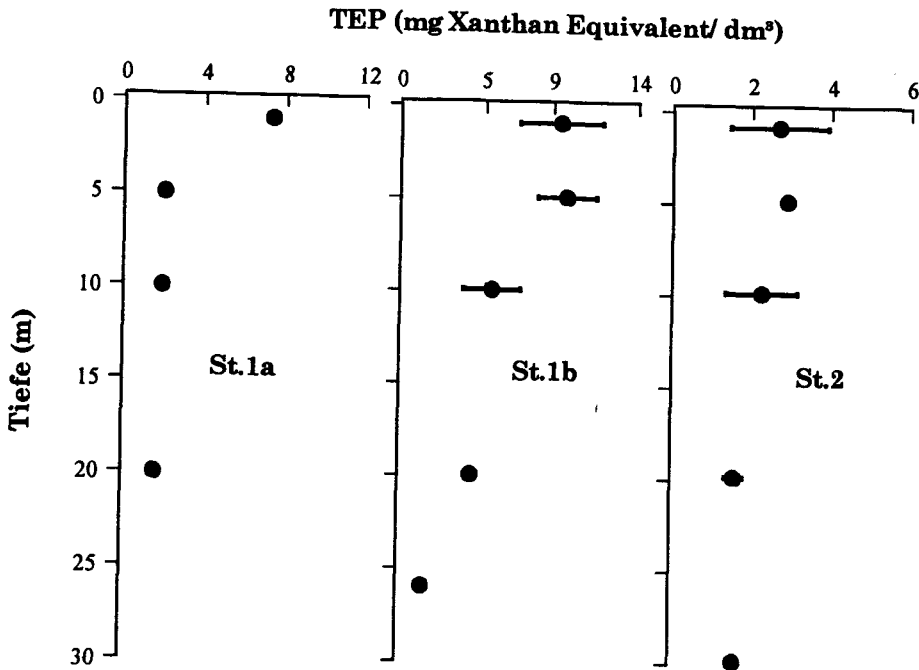 TEP (mg Xanthan Equivalent/ dm³)
0 4 8 12
0 5 9 14
0 2 4 6
0
5
10
15
20
25
30
Tiefe (m)
St.1a
St.1b
St.2